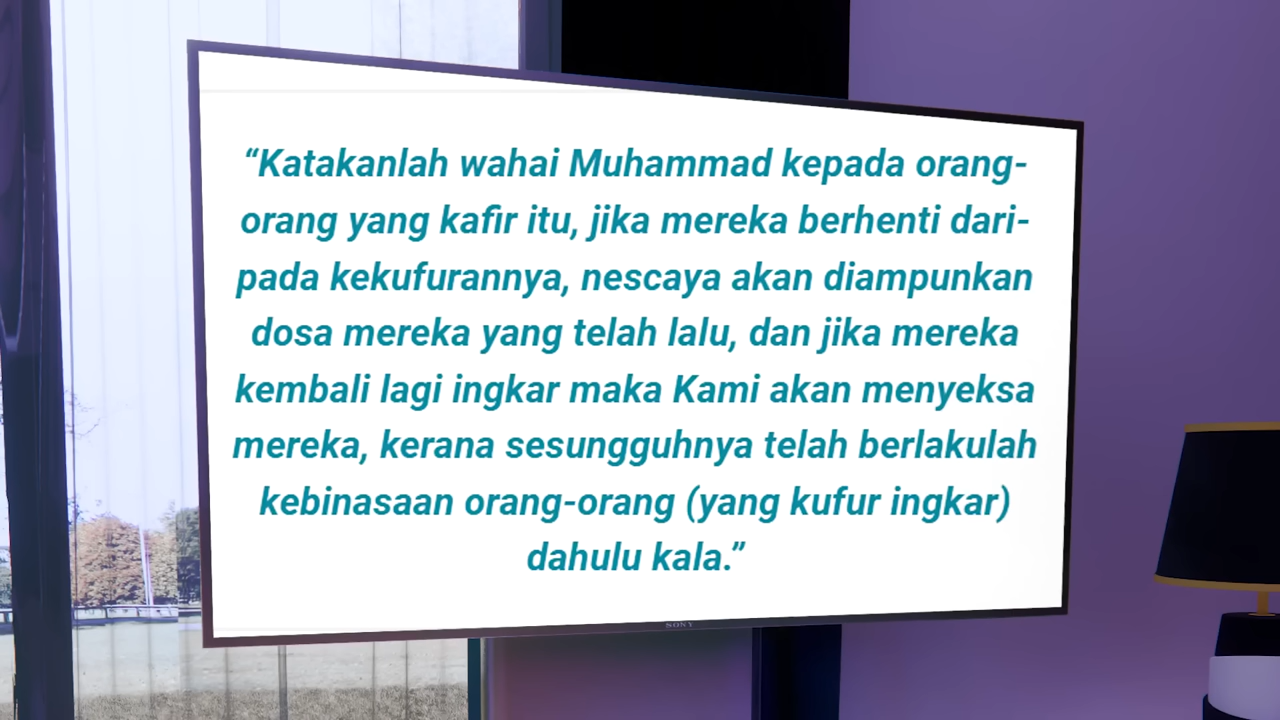 “Katakanlah wahai Muhammad kepada orang-
orang yang kafir itu, jika mereka berhenti dari-
pada kekufurannya, nescaya akan diampunkan
dosa mereka yang telah lalu, dan jika mereka
kembali lagi ingkar maka Kami akan menyeksa
mereka, kerana sesungguhnya telah berlakulah
kebinasaan orang-orang (yang kufur ingkar)
dahulu kala.”
SONY